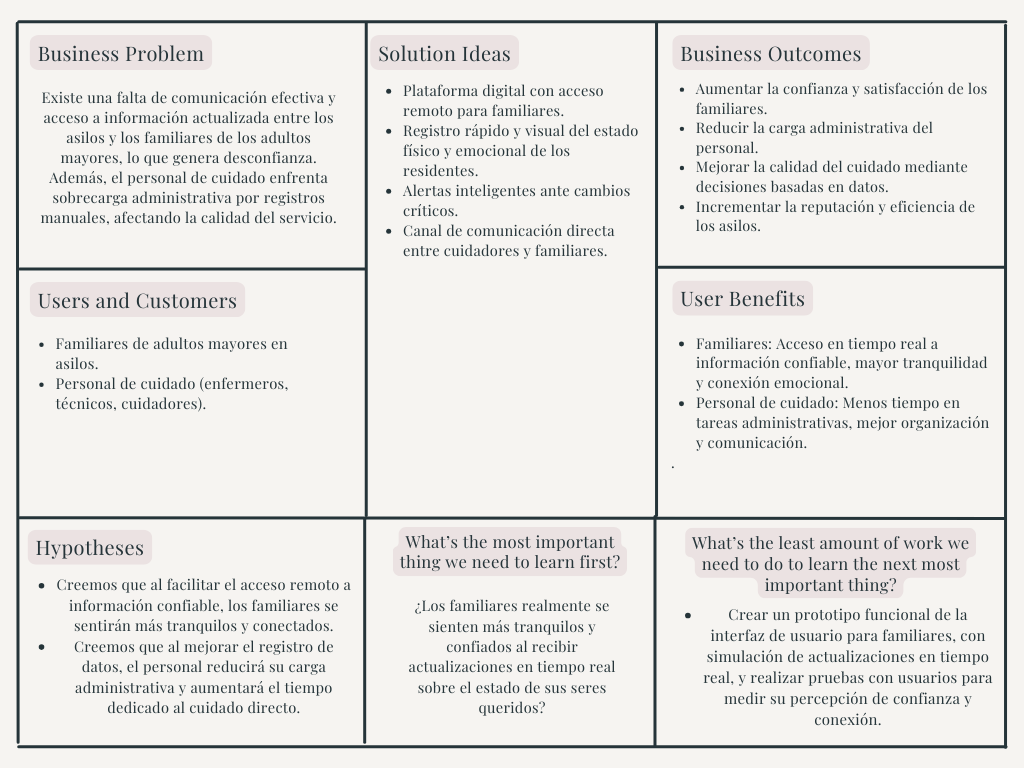 Business Problem
Existe una falta de comunicación efectiva y
acceso a información actualizada entre los
asilos y los familiares de los adultos
mayores, lo que genera desconfianza.
Además, el personal de cuidado enfrenta
sobrecarga administrativa por registros
manuales, afectando la calidad del servicio.
Solution Ideas
• Plataforma digital con acceso
remoto para familiares.
• Registro rápido y visual del estado
físico y emocional de los
residentes.
• Alertas inteligentes ante cambios
críticos.
• Canal de comunicación directa
entre cuidadores y familiares.
Business Outcomes
• Aumentar la confianza y satisfacción de los
familiares.
• Reducir la carga administrativa del
personal.
• Mejorar la calidad del cuidado mediante
decisiones basadas en datos.
• Incrementar la reputación y eficiencia de
los asilos.
Users and Customers
• Familiares de adultos mayores en
asilos.
• Personal de cuidado (enfermeros,
técnicos, cuidadores).
User Benefits
• Familiares: Acceso en tiempo real a
información confiable, mayor tranquilidad
y conexión emocional.
• Personal de cuidado: Menos tiempo en
tareas administrativas, mejor organización
y comunicación.
.
Hypotheses
• Creemos que al facilitar el acceso remoto a
información confiable, los familiares se
sentirán más tranquilos y conectados.
• Creemos que al mejorar el registro de
datos, el personal reducirá su carga
administrativa y aumentará el tiempo
dedicado al cuidado directo.
What's the most important
thing we need to learn first?
¿Los familiares realmente se
sienten más tranquilos y
confiados al recibir
actualizaciones en tiempo real
sobre el estado de sus seres
queridos?
What's the least amount of work we
need to do to learn the next most
important thing?
• Crear un prototipo funcional de la
interfaz de usuario para familiares, con
simulación de actualizaciones en tiempo
real, y realizar pruebas con usuarios para
medir su percepción de confianza y
conexión.